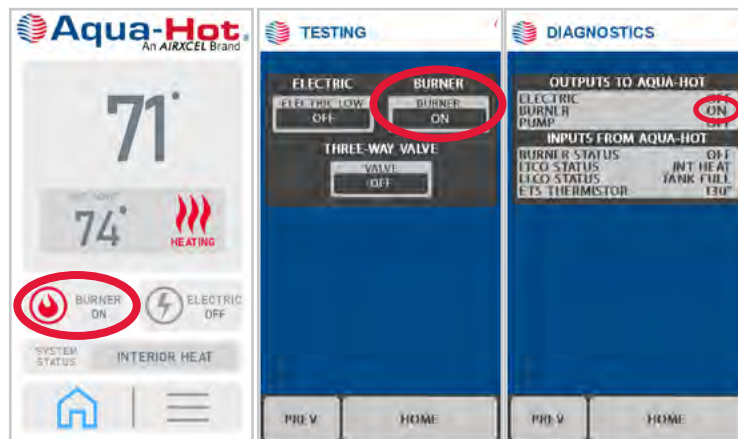 Aqua-Hot.
An AIRXCEL Brand
71°
74°
HEATING
BURNER
ON
ELECTRIC
OFF
SYSTEM
STATUS
INTERIOR HEAT
TESTING
ELECTRIC
BURNER
ELECTRIC LOW
OFF
BURNER
ON
THREE-WAY VALVE
VALVE
OFF
PREV
HOME
DIAGNOSTICS
OUTPUTS TO AQUA-HOT
ELECTRIC OFF
BURNER ON
PUMP OFF
INPUTS FROM AQUA-HOT
BURNER STATUS OFF
STATUS INT HEAT
STATUS TANK FULL
ETS THERMISTOR 130°
PREV
HOME